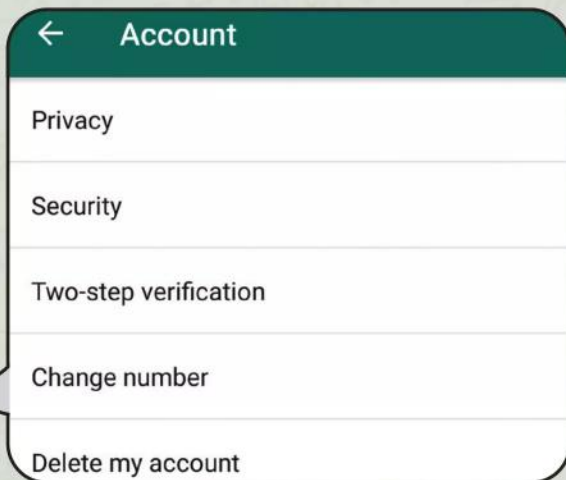 Account
Privacy
Security
Two-step verification
Change number
Delete my account